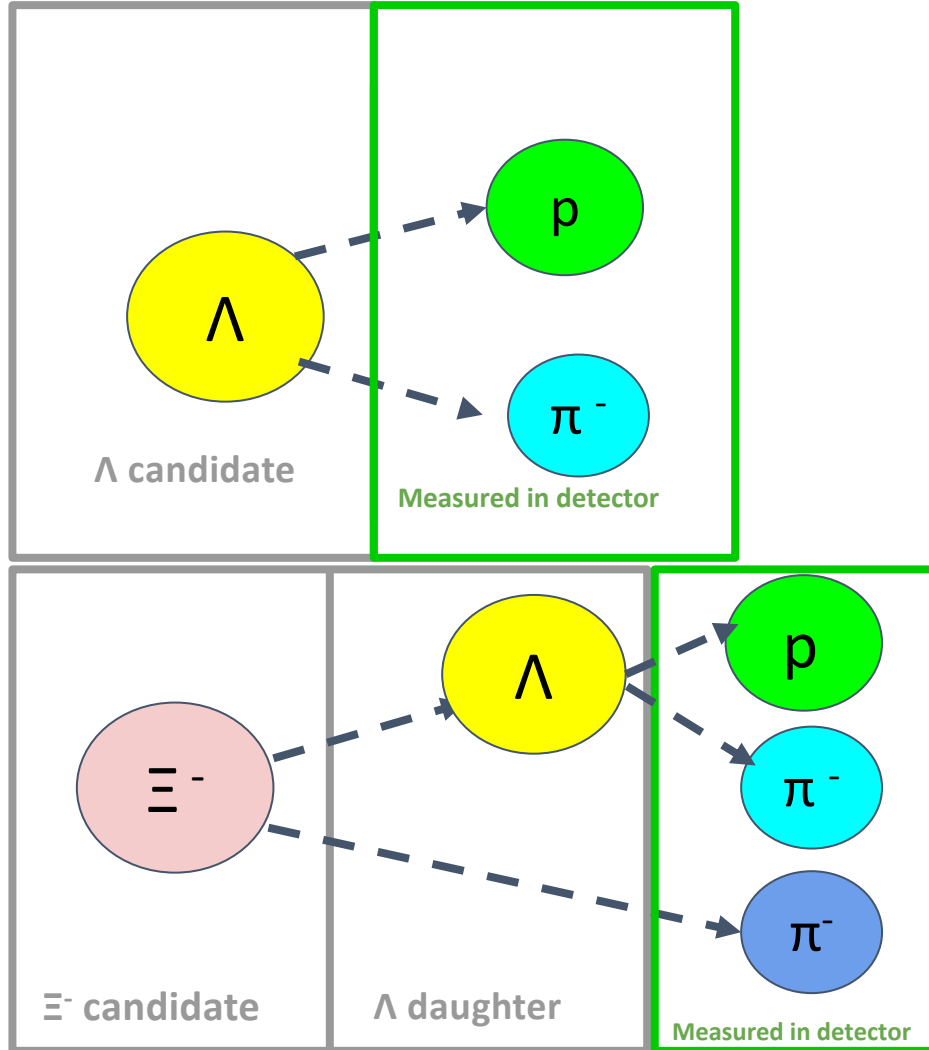 p
Λ
π -
Λ candidate
Measured in detector
Λ
p
Ξ -
π -
π-
Ξ- candidate
Λ daughter
Measured in detector